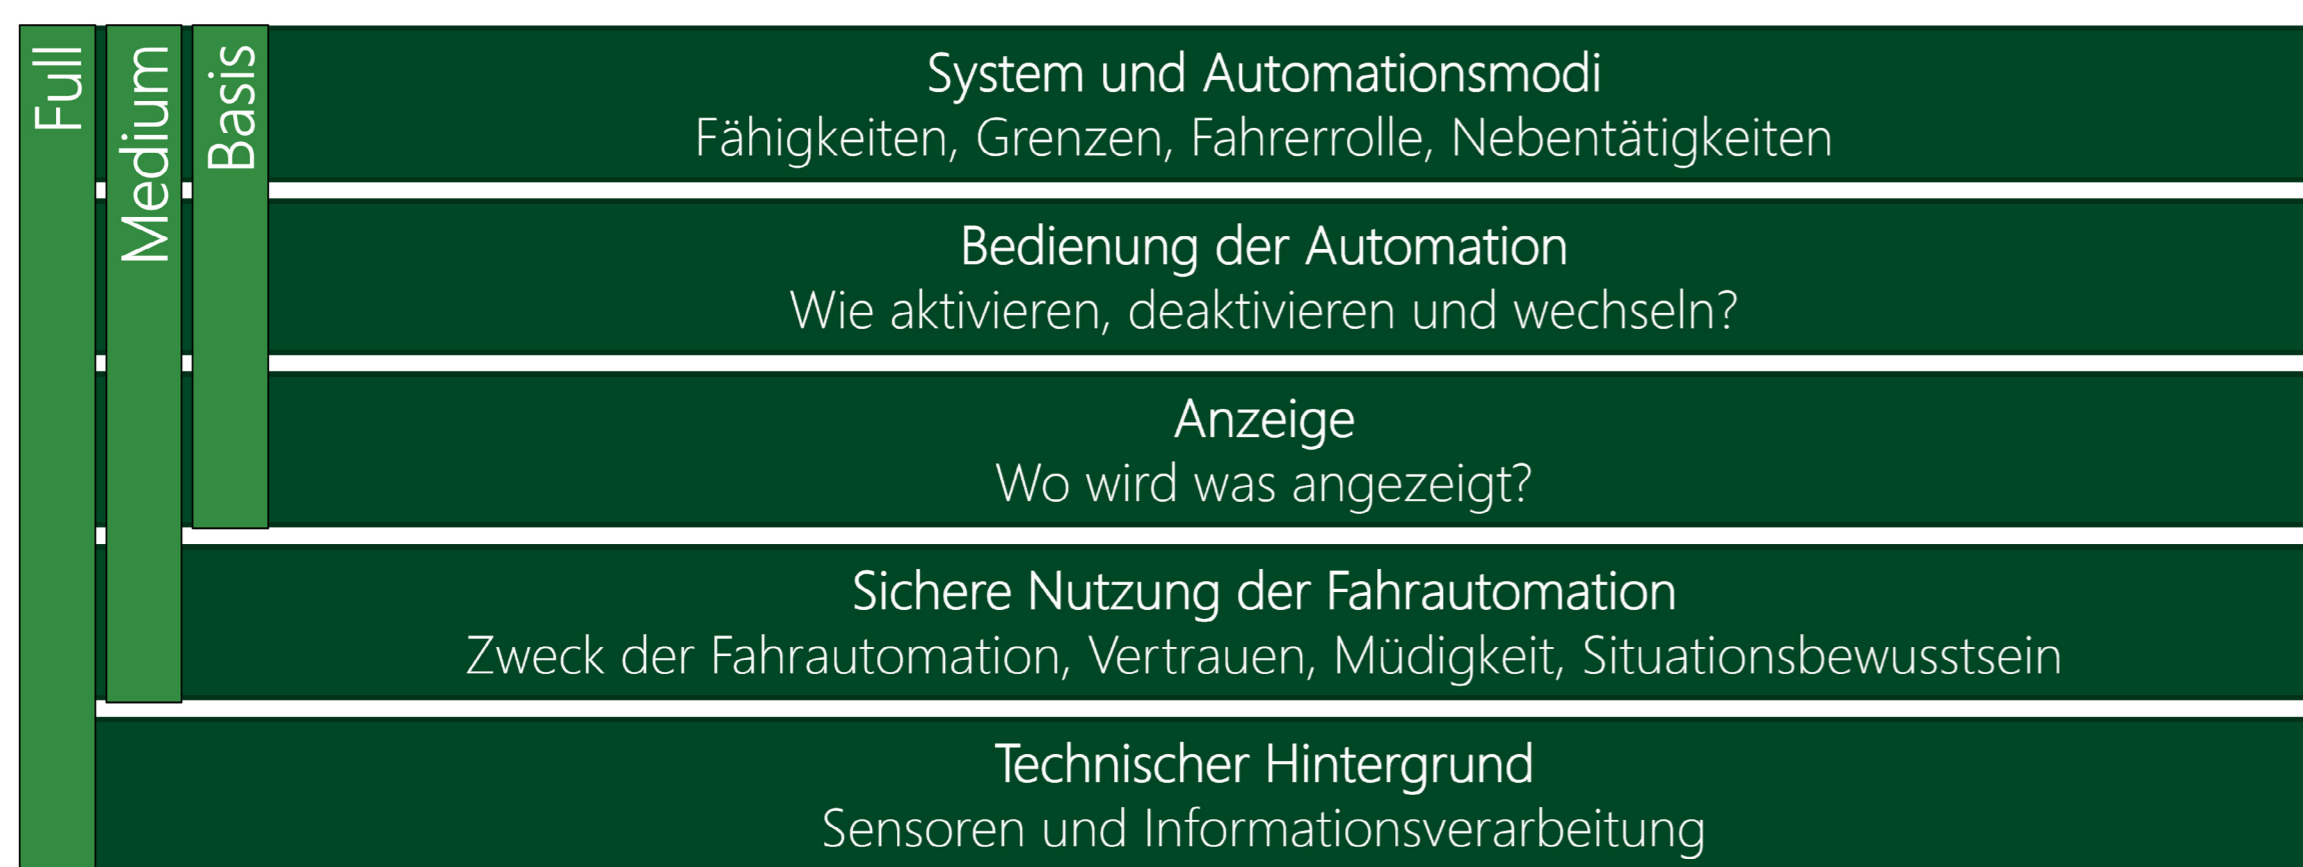 Full
Medium
Basis
System und Automationsmodi
Fähigkeiten, Grenzen, Fahrerrolle, Nebentätigkeiten
Bedienung der Automation
Wie aktivieren, deaktivieren und wechseln?
Anzeige
Wo wird was angezeigt?
Sichere Nutzung der Fahrautomation
Zweck der Fahrautomation, Vertrauen, Müdigkeit, Situationsbewusstsein
Technischer Hintergrund
Sensoren und Informationsverarbeitung